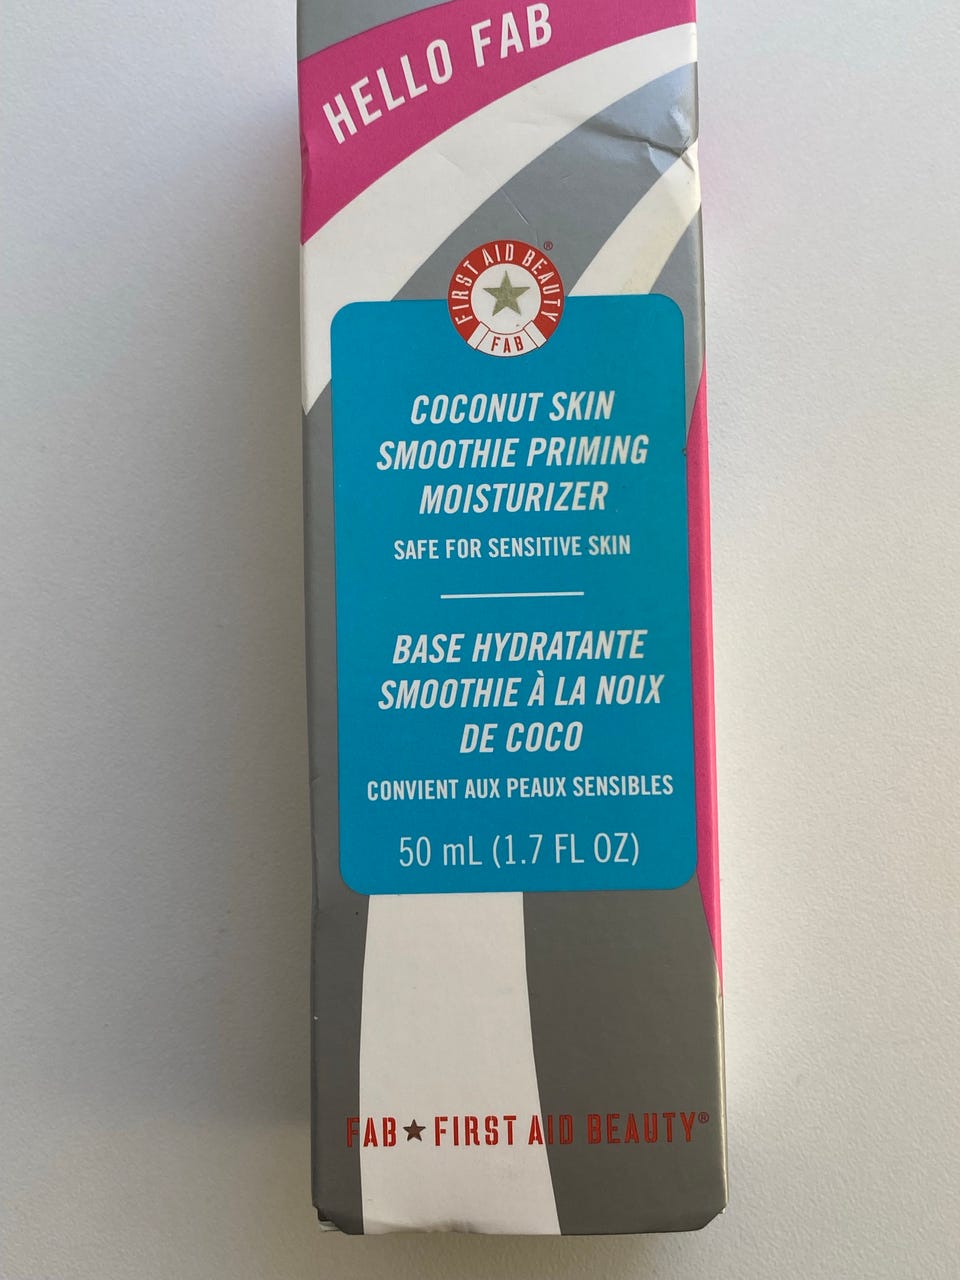 HELLO FAB
FIRST AID BEAUTY®
FAB
COCONUT SKIN
SMOOTHIE PRIMING
MOISTURIZER
SAFE FOR SENSITIVE SKIN
BASE HYDRATANTE
SMOOTHIE À LA NOIX
DE COCO
CONVIENT AUX PEAUX SENSIBLES
50 mL (1.7 FL OZ)
FAB★FIRST AID BEAUTY®